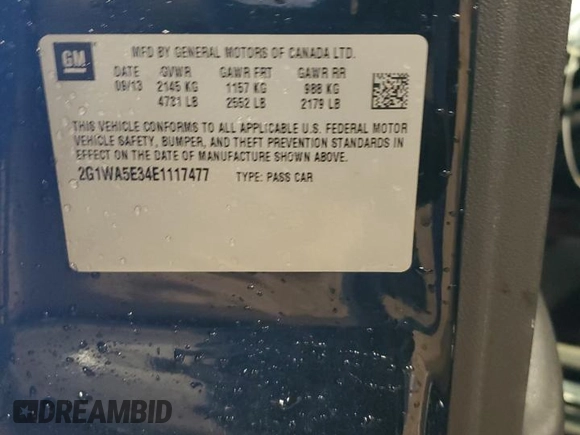 GM
MFD BY GENERAL MOTORS OF CANADA LTD.
DATE GVWR GAWR FRT GAWR RR
09/13 2145 KG 1157 KG 988 KG
4731 LB 2552 LB 2179 LB
THIS VEHICLE CONFORMS TO ALL APPLICABLE U.S. FEDERAL MOTOR
VEHICLE SAFETY, BUMPER, AND THEFT PREVENTION STANDARDS IN
EFFECT ON THE DATE OF MANUFACTURE SHOWN ABOVE.
2G1WA5E34E1117477 TYPE: PASS CAR
DREAMBID